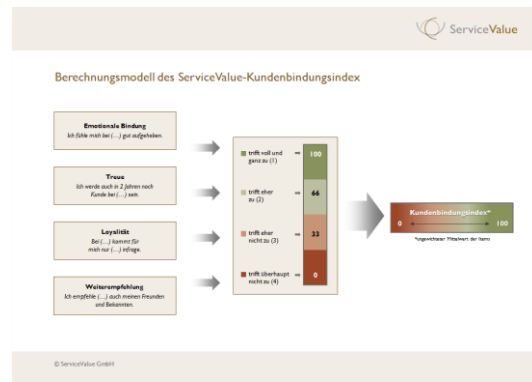 ServiceValue
Berechnungsmodell des ServiceValue-Kundenbindungsindex
Emotionale Bindung
Ich fühle mich bei (...) gut aufgehoben.
Treue
Ich werde auch in 2 Jahren noch
Kunde bei (...) sein.
Loyalität
Bei (...) kommt für
mich nur (...) infrage.
Weiterempfehlung
Ich empfehle (...) auch meinen Freunden
und Bekannten.
trifft voll und
ganz zu (1)
100
trifft eher
zu (2)
66
trifft eher
nicht zu (3)
33
trifft überhaupt
nicht zu (4)
0
Kundenbindungsindex*
0 100
*ungewichteter Mittelwert der Items
© ServiceValue GmbH